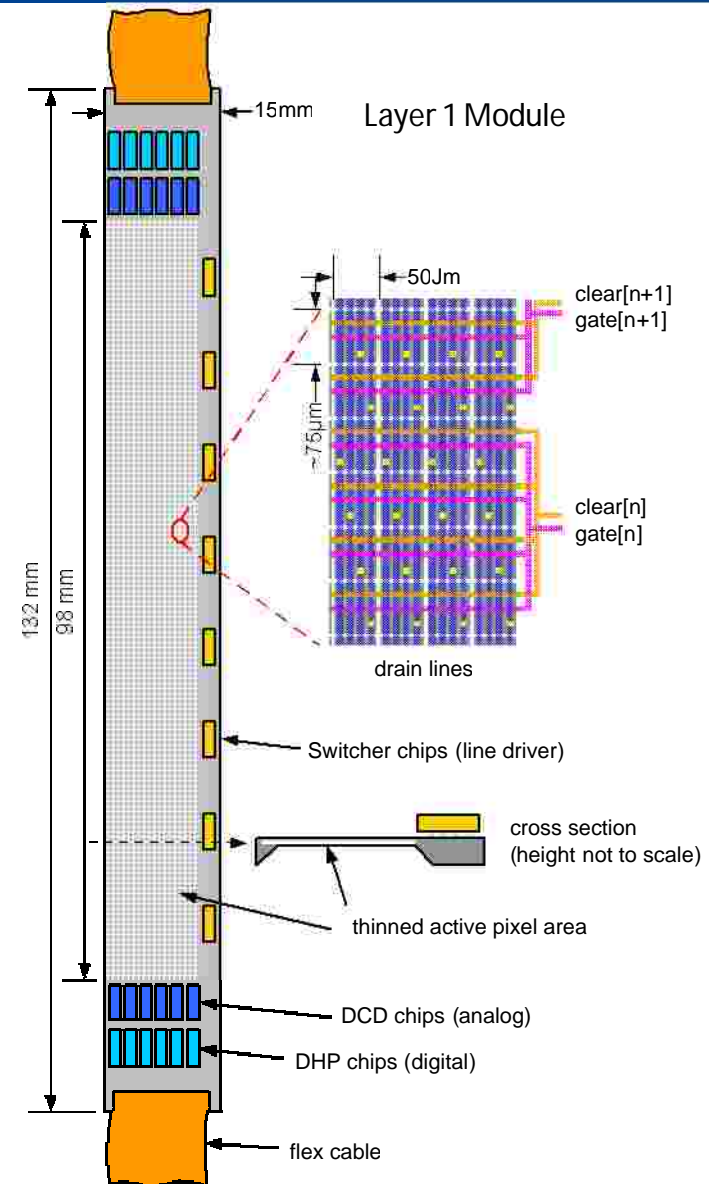 15mm
Layer 1 Module
50Jm
clear[n+1]
gate[n+1]
~75µm
clear[n]
gate[n]
132 mm
98 mm
drain lines
Switcher chips (line driver)
cross section
(height not to scale)
thinned active pixel area
DCD chips (analog)
DHP chips (digital)
flex cable